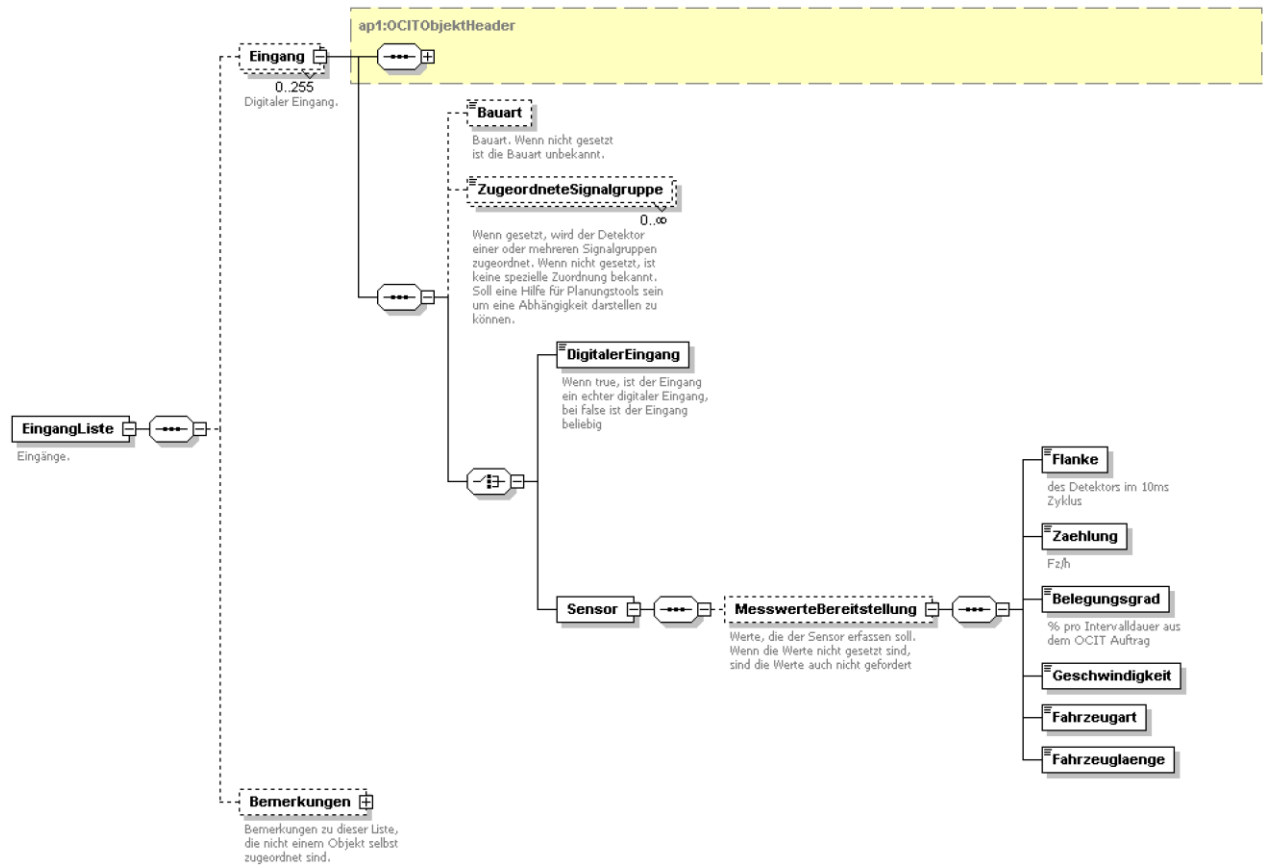 ap1:OCITObjektHeader
Eingang
0..255
Digitaler Eingang.
Bauart
Bauart. Wenn nicht gesetzt
ist die Bauart unbekannt.
ZugeordneteSignalgruppe
0..∞
Wenn gesetzt, wird der Detektor
einer oder mehreren Signalgruppen
zugeordnet. Wenn nicht gesetzt, ist
keine spezielle Zuordnung bekannt.
Soll eine Hilfe für Planungstools sein
um eine Abhängigkeit darstellen zu
können.
DigitalerEingang
Wenn true, ist der Eingang
ein echter digitaler Eingang,
bei false ist der Eingang
beliebig
EingangListe
Eingänge.
Flanke
des Detektors im 10ms
Zyklus
Zaehlung
Fz/h
Sensor
MesswerteBereitstellung
Werte, die der Sensor erfassen soll.
Wenn die Werte nicht gesetzt sind,
sind die Werte auch nicht gefordert
Belegungsgrad
% pro Intervalldauer aus
dem OCIT Auftrag
Geschwindigkeit
Fahrzeugart
Fahrzeuglaenge
Bemerkungen
Bemerkungen zu dieser Liste,
die nicht einem Objekt selbst
zugeordnet sind.